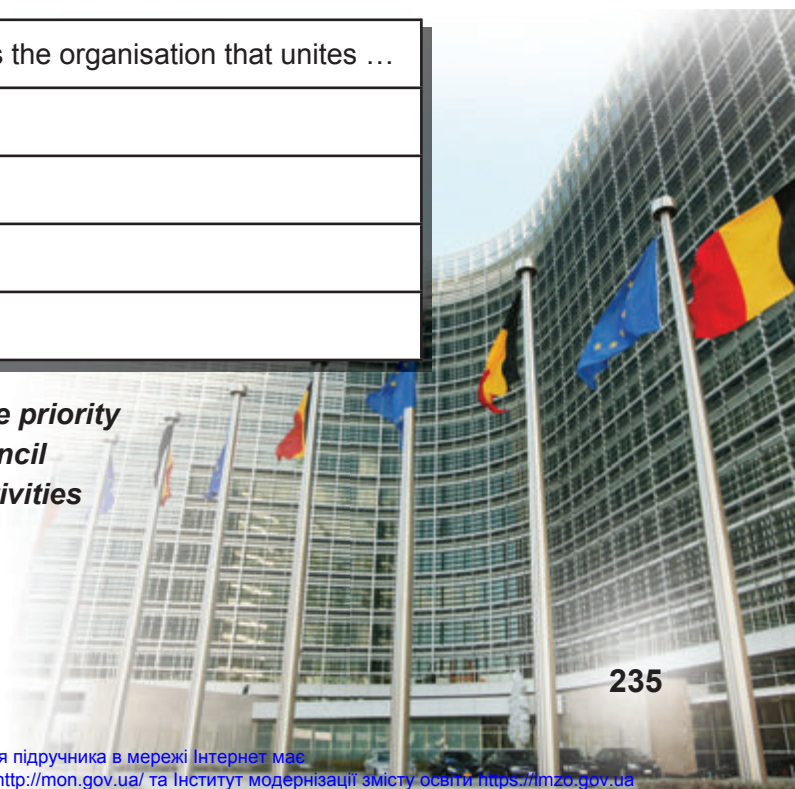 s the organisation that unites …
e priority
ncil
tivities
235
я підручника в мережі Інтернет має
http://mon.gov.ua/ та Інститут модернізації змісту освіти https://imzo.gov.ua